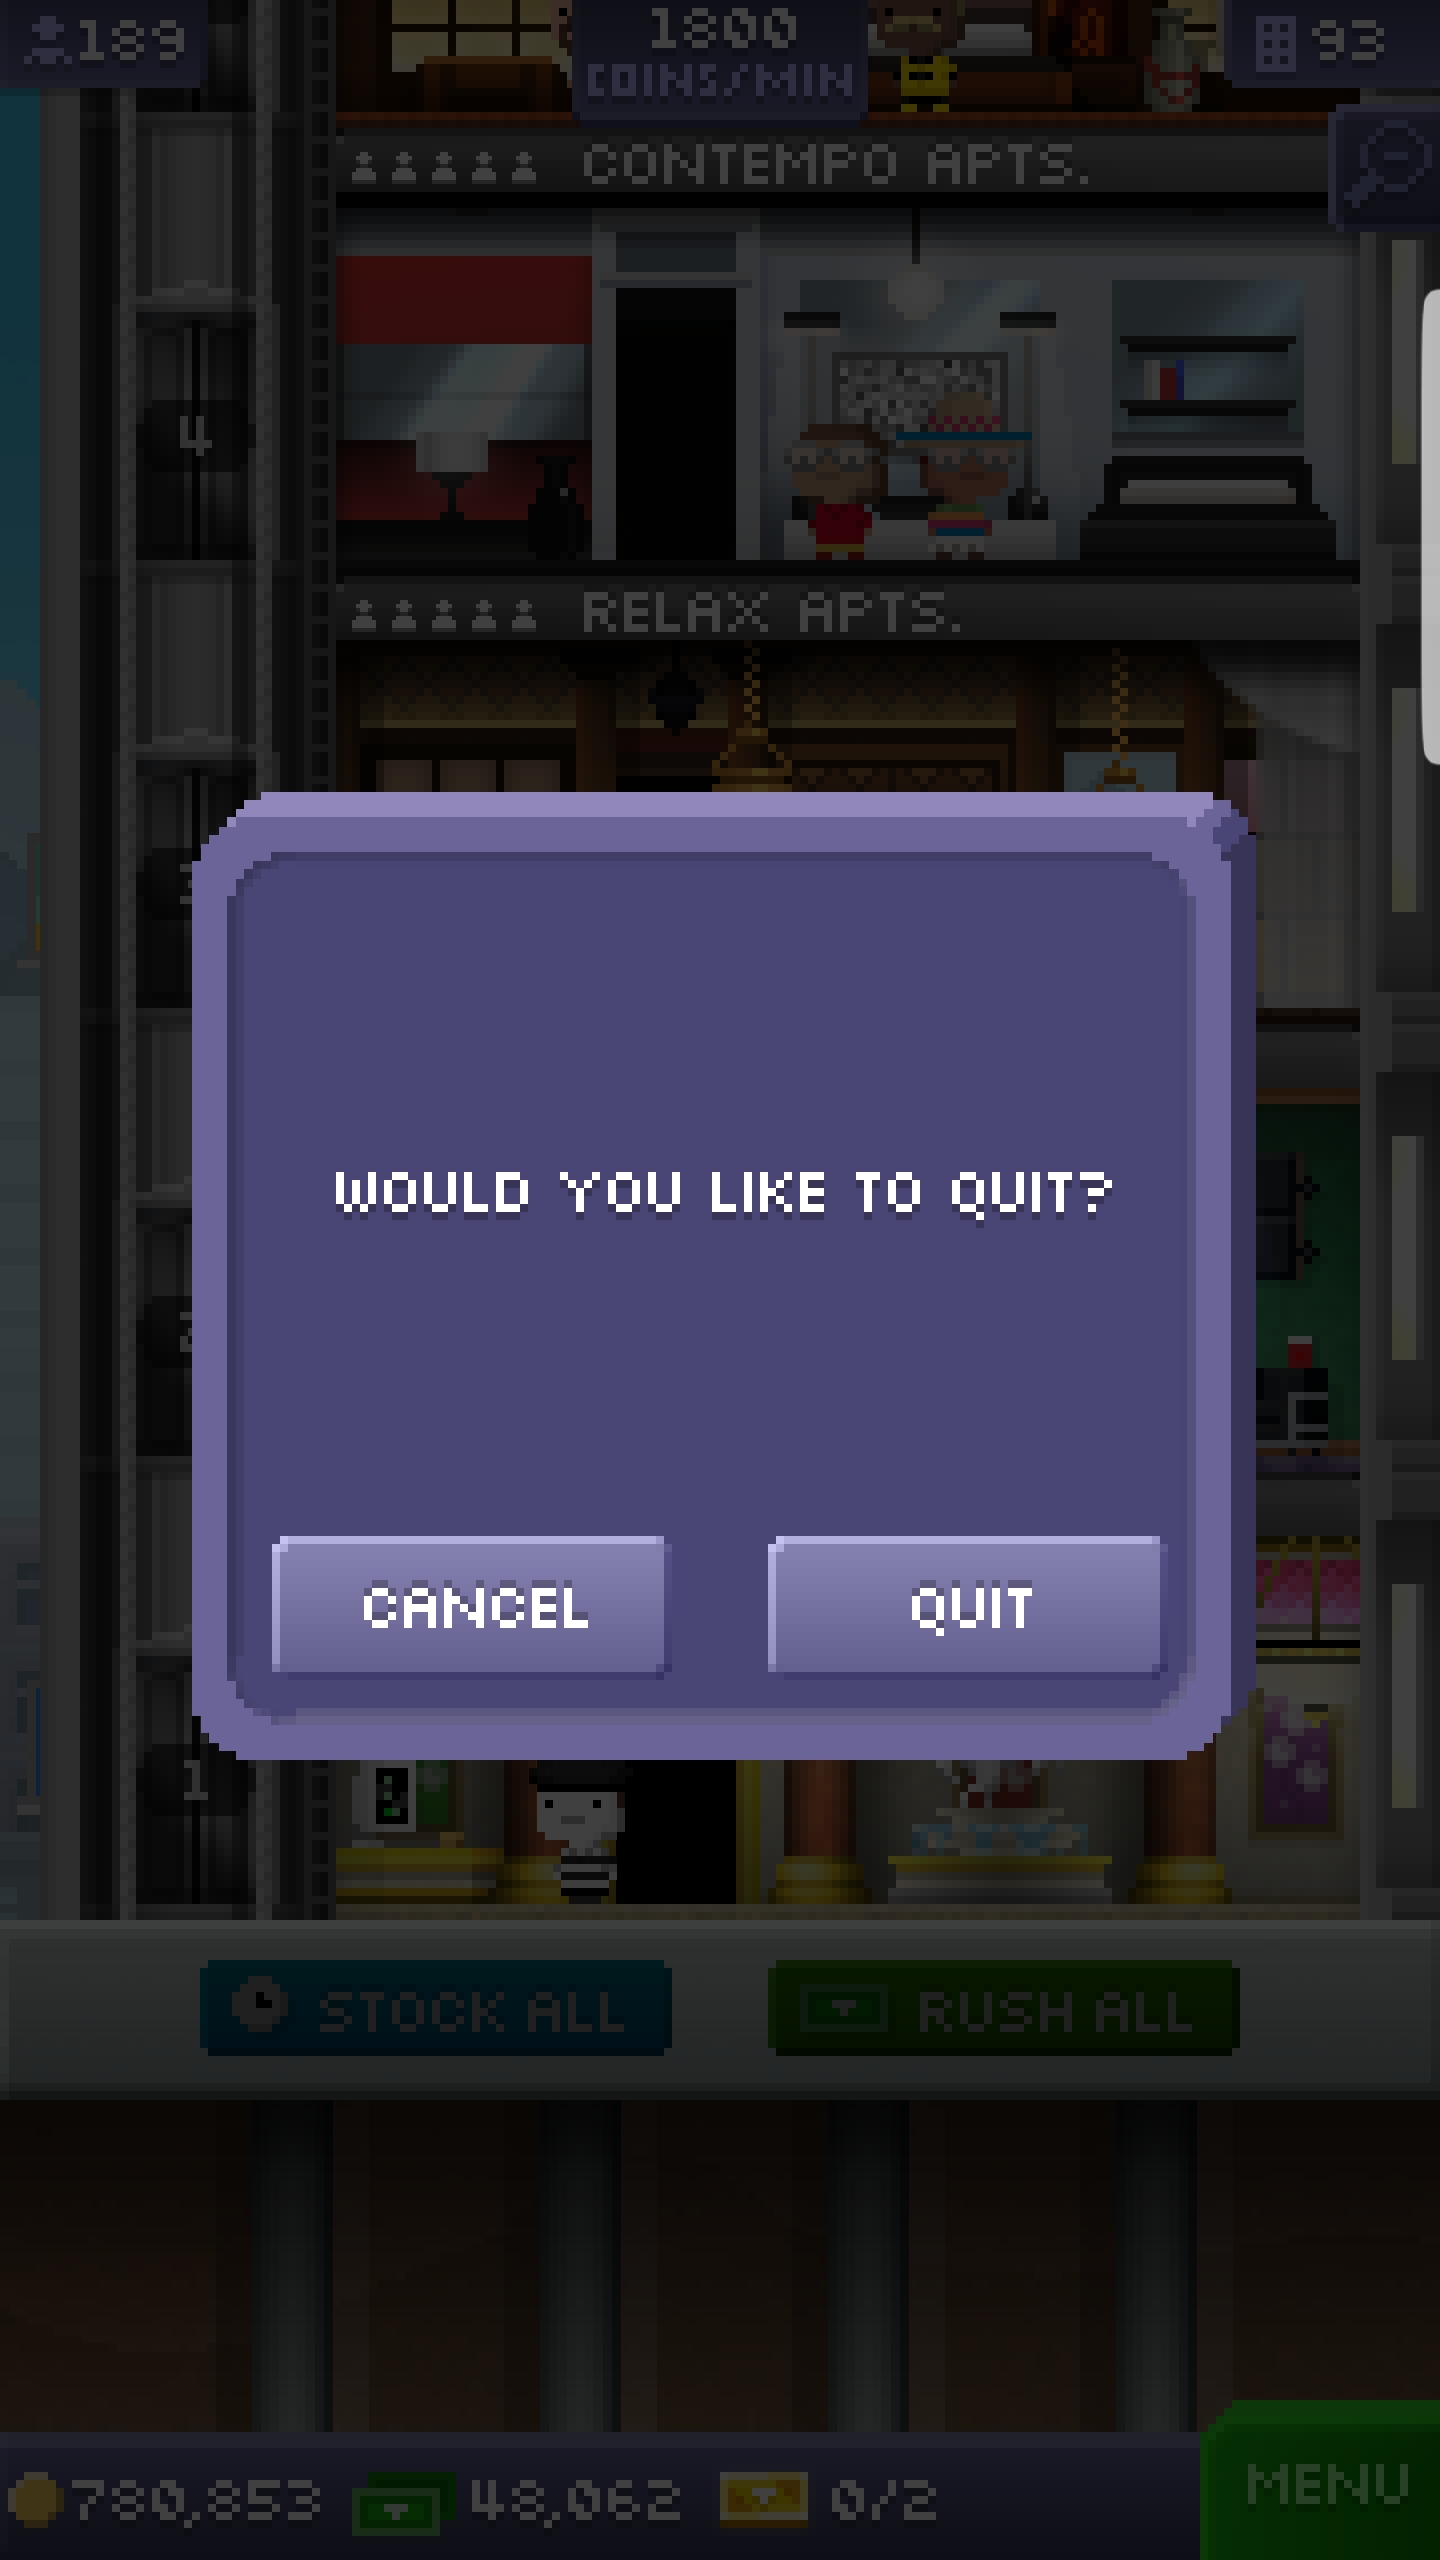 189
1800
COINS/MIN
93
CONTEMPO APTS.
4
RELAX APTS.
WOULD YOU LIKE TO QUIT?
CANCEL
QUIT
1
STOCK ALL
RUSH ALL
780,853
48,062
0/2
MENU